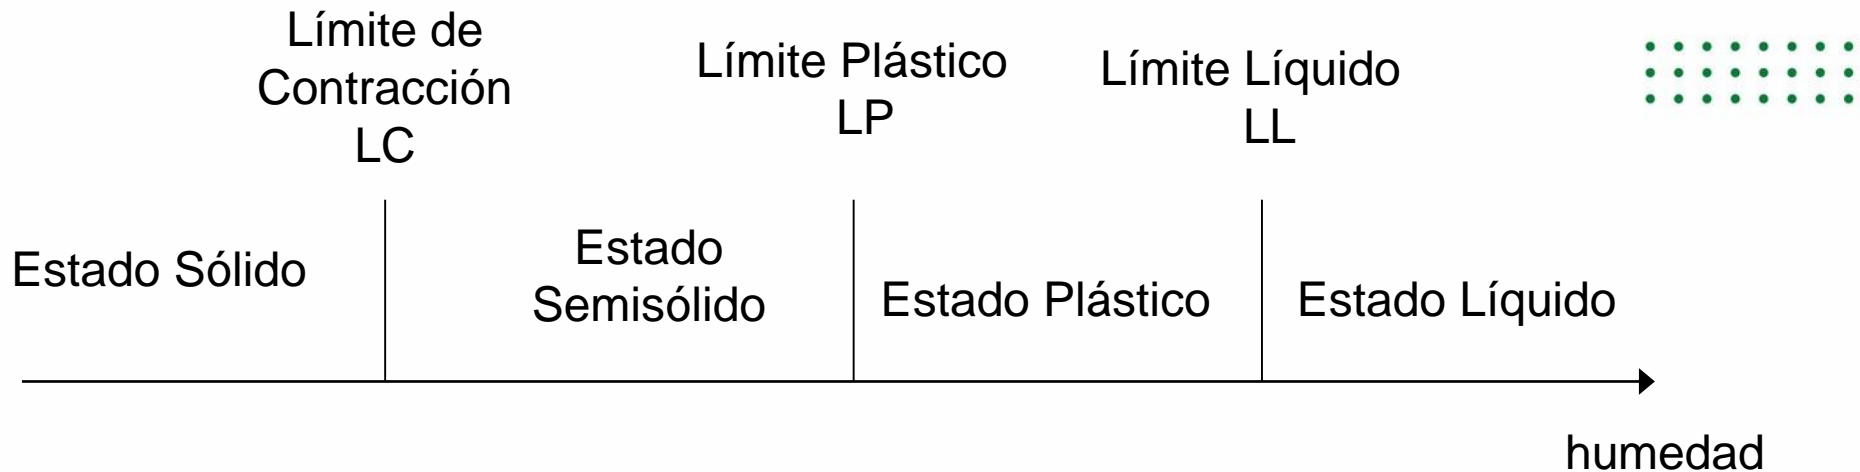 Límite de
Contracción
LC
Límite Plástico
LP
Límite Líquido
LL
Estado Sólido
Estado
Semisólido
Estado Plástico
Estado Líquido
humedad